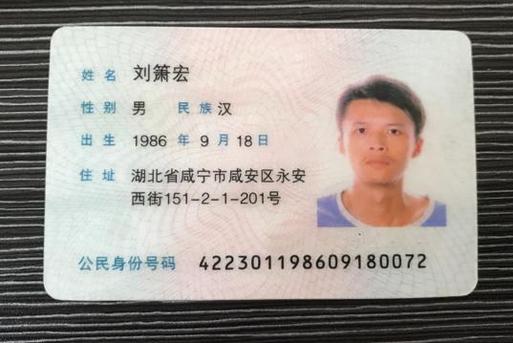 姓名 刘箫宏
性别 男 民族 汉
出生 1986 年 9 月 18 日
住址 湖北省咸宁市咸安区永安
西街151-2-1-201号
公民身份号码 422301198609180072